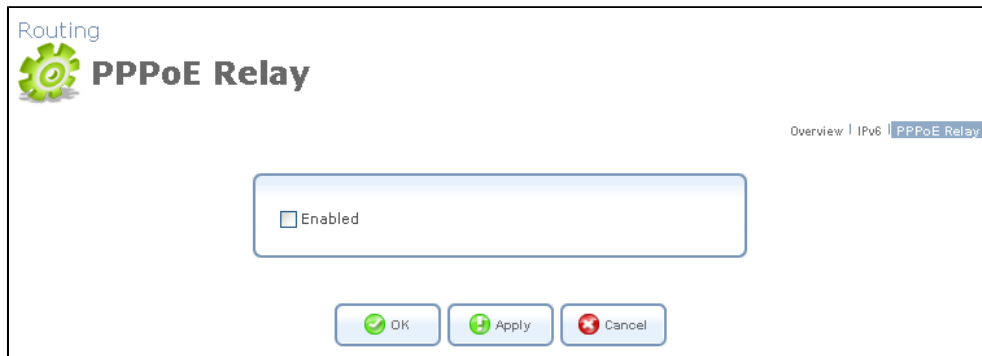 Routing
PPPoE Relay
Overview | IPv6 | PPPoE Relay
Enabled
OK Apply Cancel